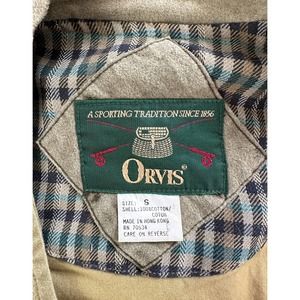 A SPORTING TRADITION SINCE 1856
ORVIS®
SIZE: S
SHELL: 100%COTTON/
COTON
MADE IN HONG KONG
RN 70534
CARE ON REVERSE